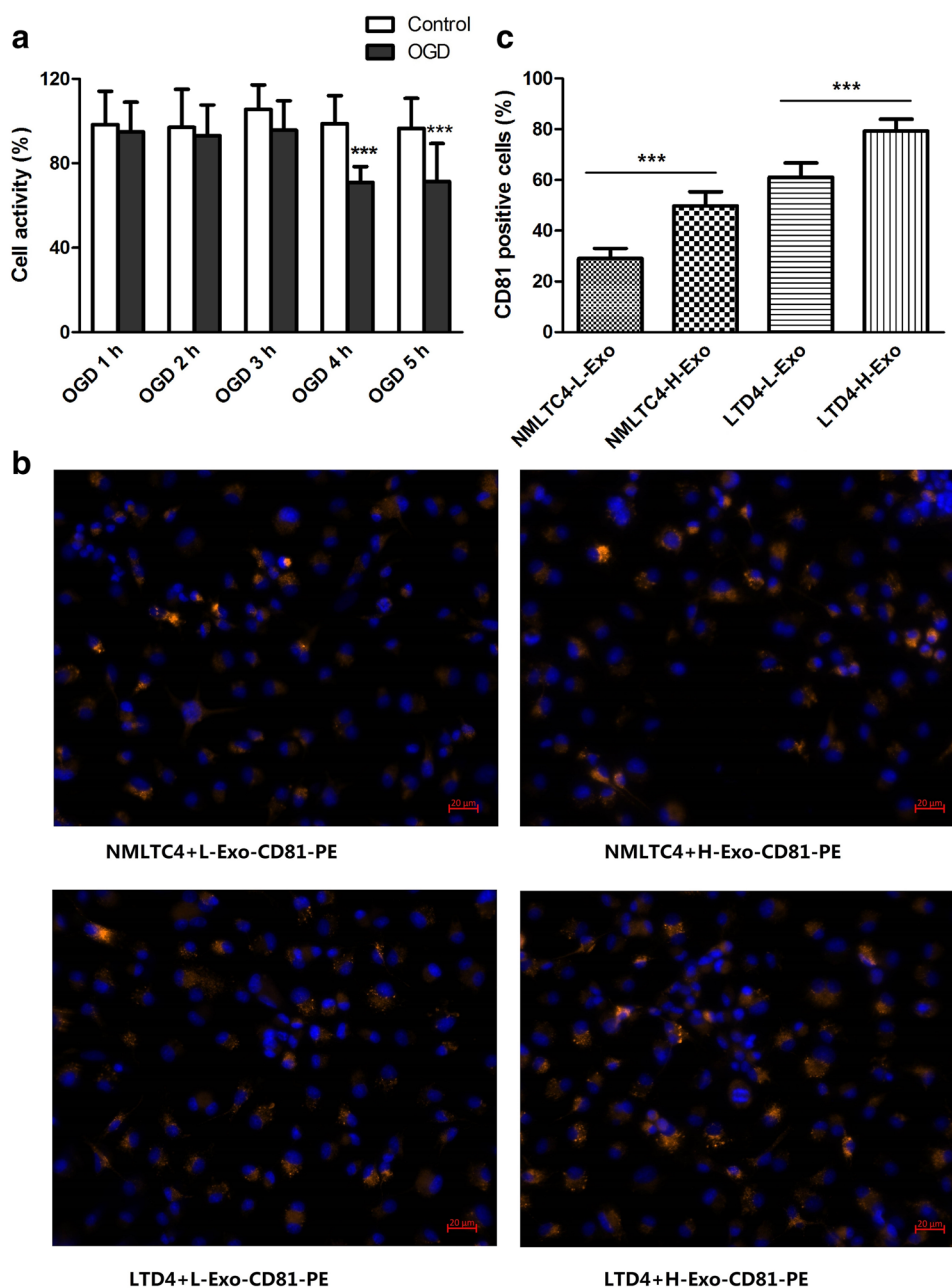 a
Control
OGD
Cell activity (%)
120
80
40
0
***
***
OGD 1 h
OGD 2 h
OGD 3 h
OGD 4 h
OGD 5 h
c
CD81 positive cells (%)
100
80
60
40
20
0
***
***
NMLTC4-L-Exo
NMLTC4-H-Exo
LTD4-L-Exo
LTD4-H-Exo
b
20 μm
20 μm
NMLTC4+L-Exo-CD81-PE
NMLTC4+H-Exo-CD81-PE
20 μm
20 μm
LTD4+L-Exo-CD81-PE
LTD4+H-Exo-CD81-PE